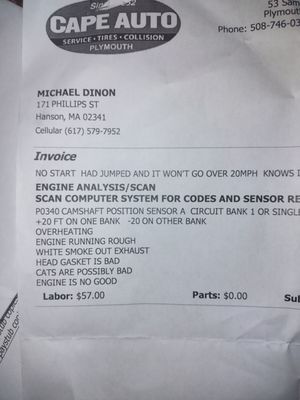 Since
CAPE AUTO
SERVICE • TIRES • COLLISION
PLYMOUTH
53 Sam
Plymou
Phone: 508-746-03
MICHAEL DINON
171 PHILLIPS ST
Hanson, MA 02341
Cellular (617) 579-7952
Invoice
NO START HAD JUMPED AND IT WON'T GO OVER 20MPH KNOWS I
ENGINE ANALYSIS/SCAN
SCAN COMPUTER SYSTEM FOR CODES AND SENSOR RE
P0340 CAMSHAFT POSITION SENSOR A CIRCUIT BANK 1 OR SINGL
+20 FT ON ONE BANK -20 ON OTHER BANK
OVERHEATING
ENGINE RUNNING ROUGH
WHITE SMOKE OUT EXHAUST
HEAD GASKET IS BAD
CATS ARE POSSIBLY BAD
ENGINE IS NO GOOD
Labor: $57.00 Parts: $0.00 Sul